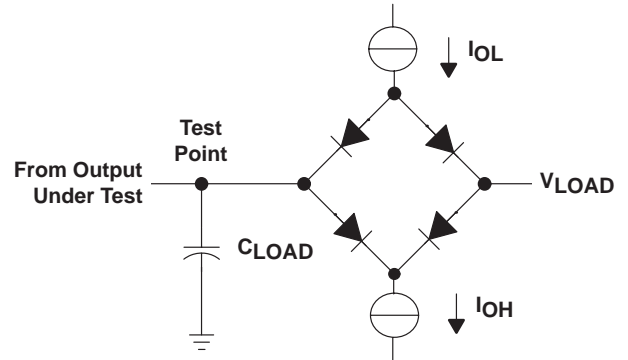 IOL
Test
Point
From Output
Under Test
VLOAD
CLOAD
IOH